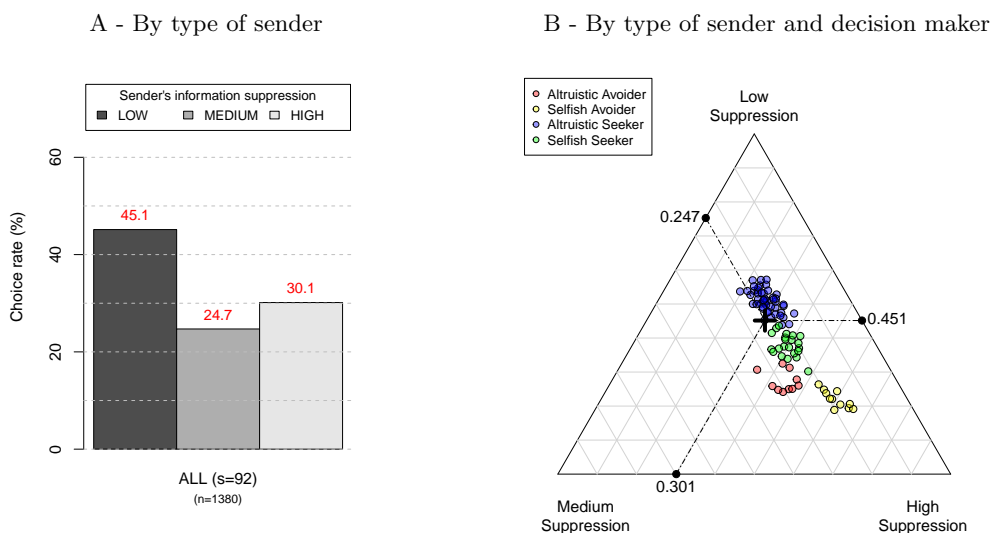 A - By type of sender
Sender's information suppression
LOW MEDIUM HIGH
Choice rate (%)
60
40
20
0
45.1
24.7
30.1
ALL (s=92)
(n=1380)
B - By type of sender and decision maker
Altruistic Avoider
Selfish Avoider
Altruistic Seeker
Selfish Seeker
Low
Suppression
0.247
0.451
0.301
Medium
Suppression
High
Suppression